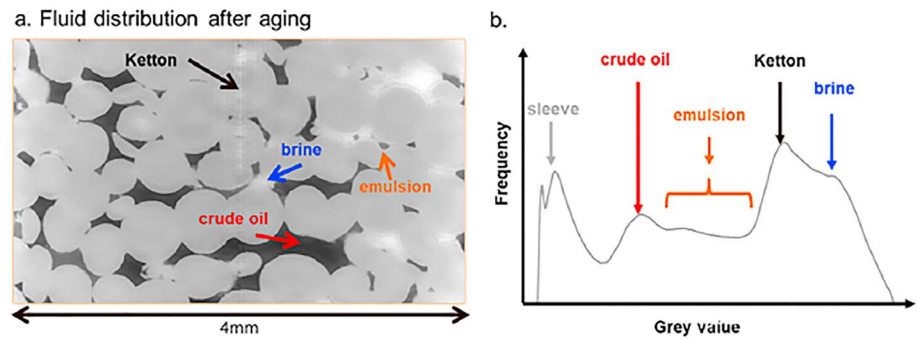 a. Fluid distribution after aging
Ketton
brine
emulsion
crude oil
4mm
b.
crude oil
Ketton
brine
sleeve
emulsion
Frequency
Grey value